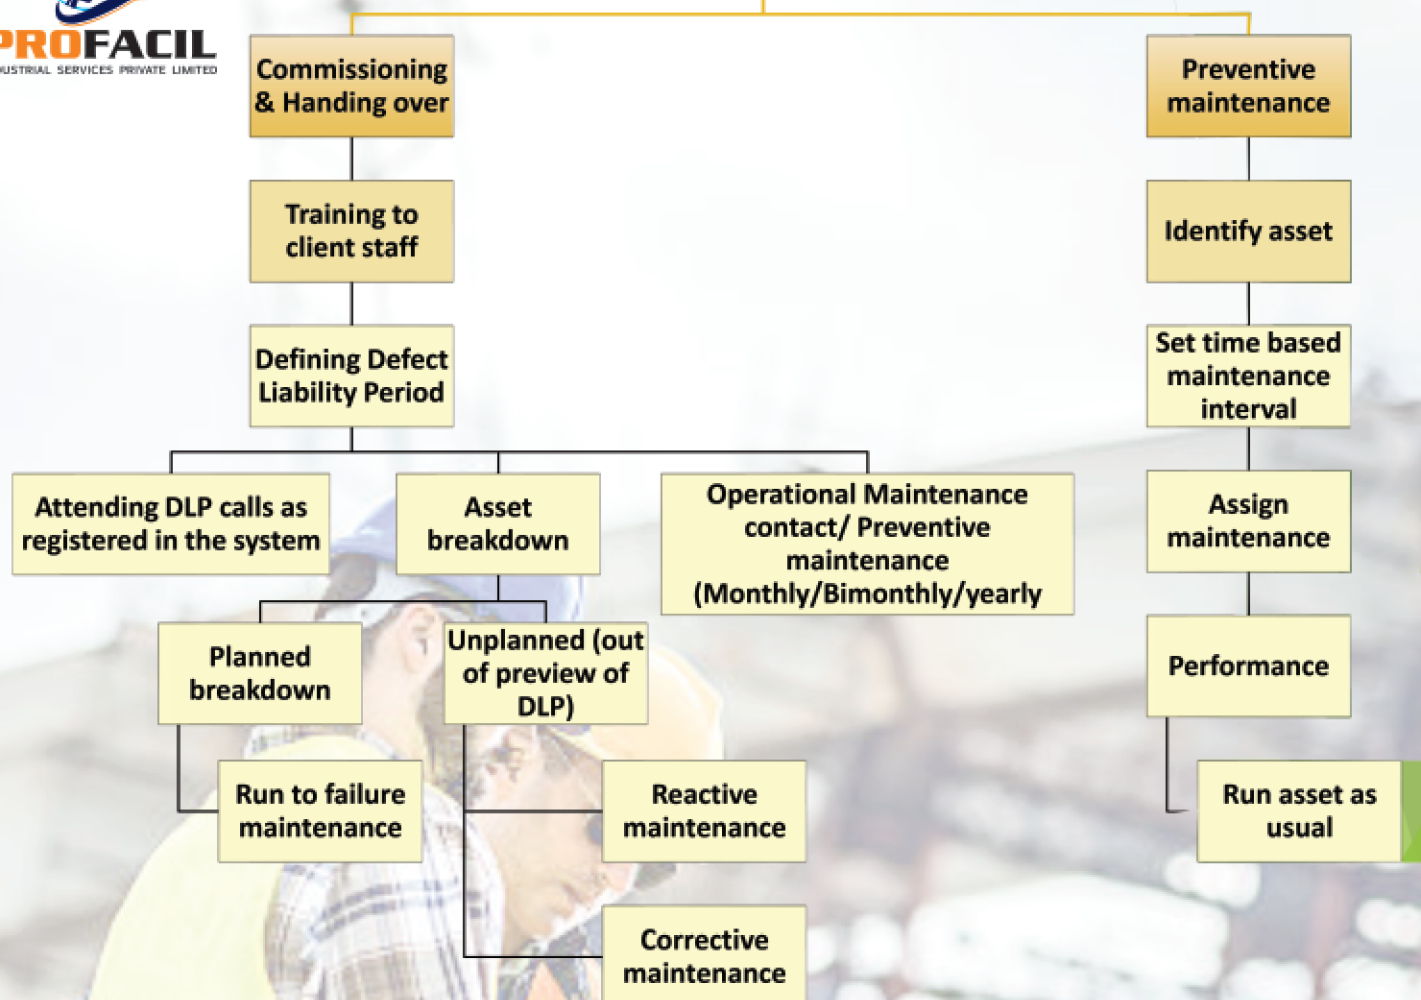 PROFACIL
INDUSTRIAL SERVICES PRIVATE LIMITED
Commissioning
& Handing over
Training to
client staff
Defining Defect
Liability Period
Attending DLP calls as
registered in the system
Asset
breakdown
Operational Maintenance
contact/ Preventive
maintenance
(Monthly/Bimonthly/yearly
Planned
breakdown
Unplanned (out
of preview of
DLP)
Run to failure
maintenance
Reactive
maintenance
Corrective
maintenance
Preventive
maintenance
Identify asset
Set time based
maintenance
interval
Assign
maintenance
Performance
Run asset as
usual